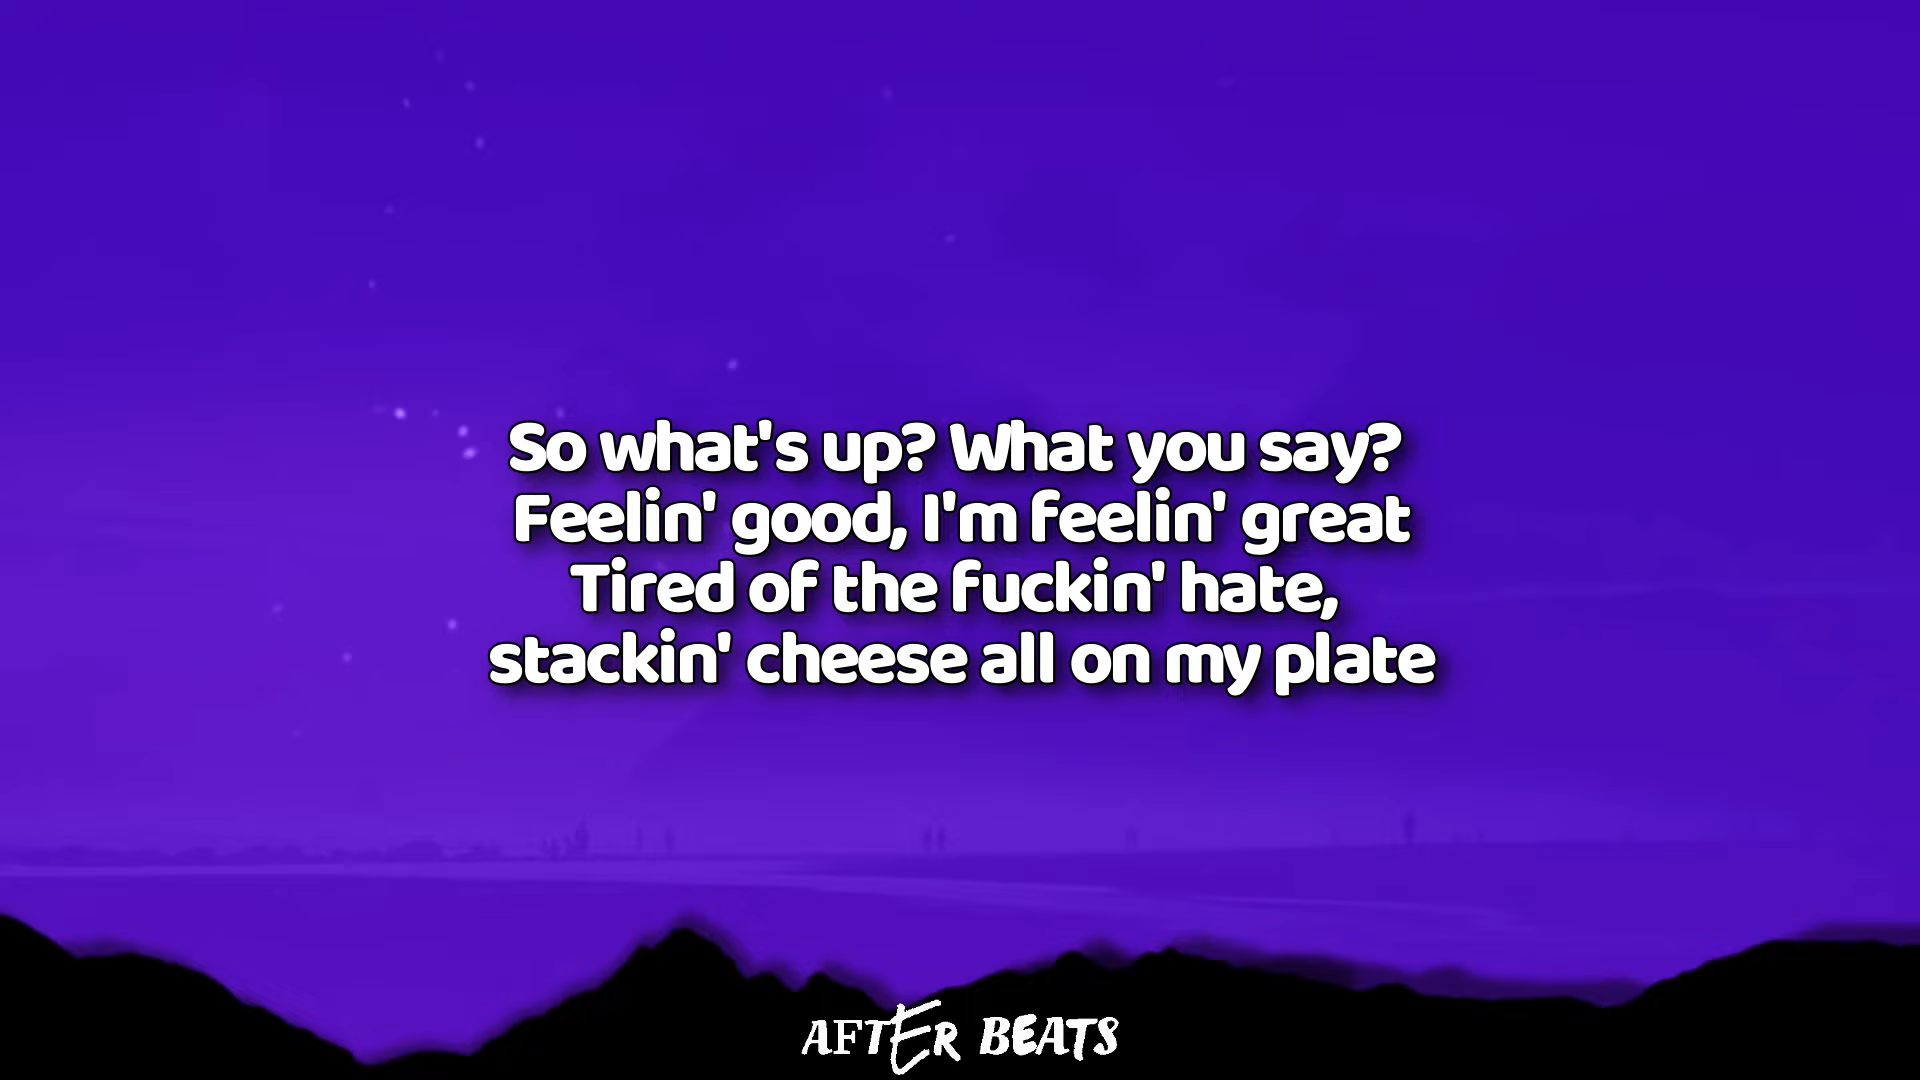 So what's up? What you say?
Feelin' good, I'm feelin' great
Tired of the fuckin' hate,
stackin' cheese all on my plate
AFTER BEATS